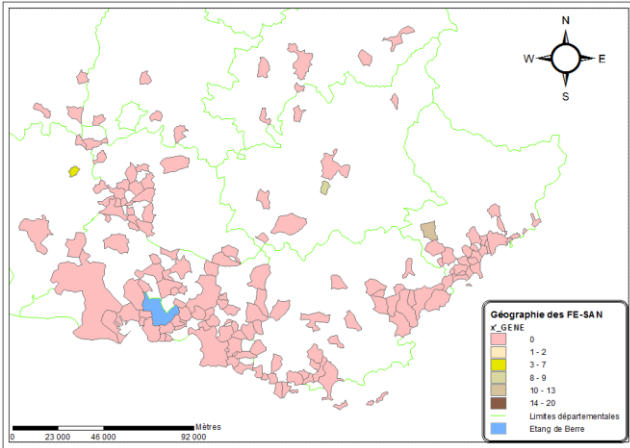 N
W E
S
Géographie des FE-SAN
x'_GENE
0
1 - 2
3 - 7
8 - 9
10 - 13
14 - 20
Limites départementales
Etang de Berre
Mètres
0 23 000 46 000 92 000